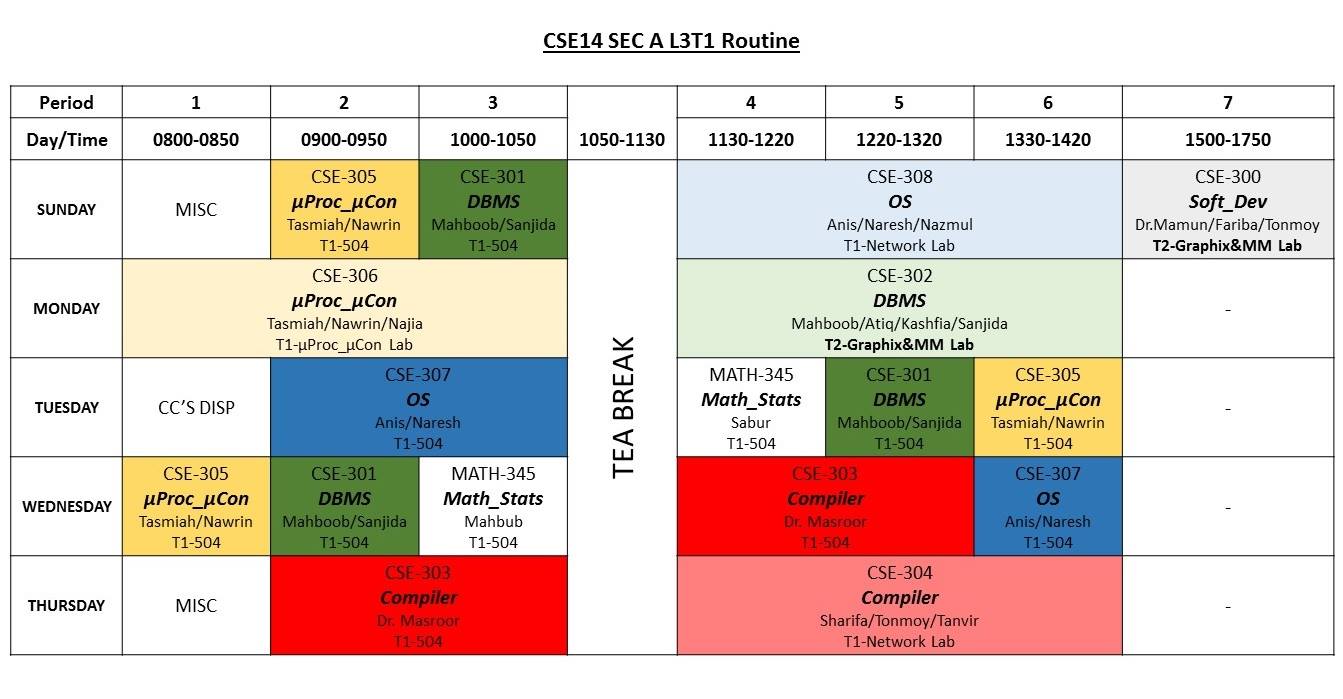 CSE14 SEC A L3T1 Routine
Period 1 2 3 4 5 6 7
Day/Time 0800-0850 0900-0950 1000-1050 1050-1130 1130-1220 1220-1320 1330-1420 1500-1750
SUNDAY
MISC
CSE-305
µProc_µCon
Tasmiah/Nawrin
T1-504
CSE-301
DBMS
Mahboob/Sanjida
T1-504
TEA BREAK
CSE-308
OS
Anis/Naresh/Nazmul
T1-Network Lab
CSE-300
Soft_Dev
Dr.Mamun/Fariba/Tonmoy
T2-Graphix&MM Lab
MONDAY
CSE-306
µProc_µCon
Tasmiah/Nawrin/Najia
T1-µProc_µCon Lab
CSE-302
DBMS
Mahboob/Atiq/Kashfia/Sanjida
T2-Graphix&MM Lab
-
TUESDAY
CC’S DISP
CSE-307
OS
Anis/Naresh
T1-504
MATH-345
Math_Stats
Sabur
T1-504
CSE-301
DBMS
Mahboob/Sanjida
T1-504
CSE-305
µProc_µCon
Tasmiah/Nawrin
T1-504
-
WEDNESDAY
CSE-305
µProc_µCon
Tasmiah/Nawrin
T1-504
CSE-301
DBMS
Mahboob/Sanjida
T1-504
MATH-345
Math_Stats
Mahbub
T1-504
CSE-303
Compiler
Dr. Masroor
T1-504
CSE-307
OS
Anis/Naresh
T1-504
-
THURSDAY
MISC
CSE-303
Compiler
Dr. Masroor
T1-504
CSE-304
Compiler
Sharifa/Tonmoy/Tanvir
T1-Network Lab
-